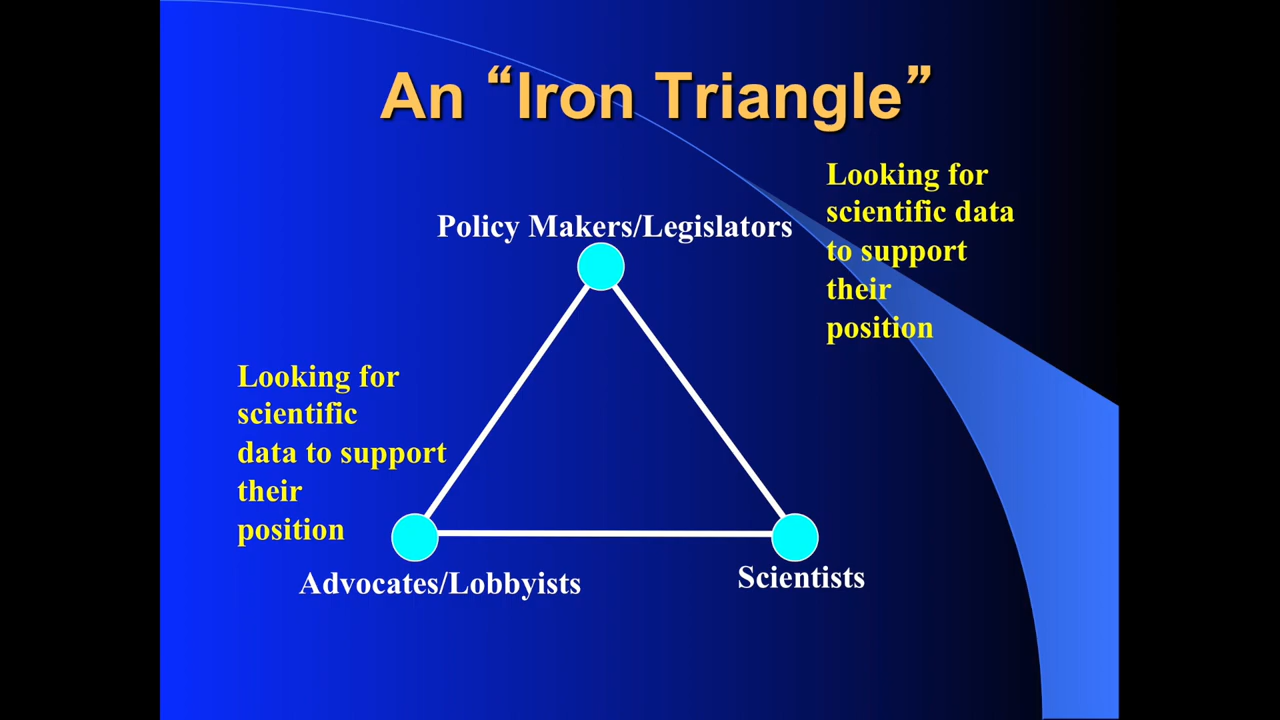 An “Iron Triangle”
Looking for
scientific data
to support
their
position
Policy Makers/Legislators
Looking for
scientific
data to support
their
position
Advocates/Lobbyists
Scientists